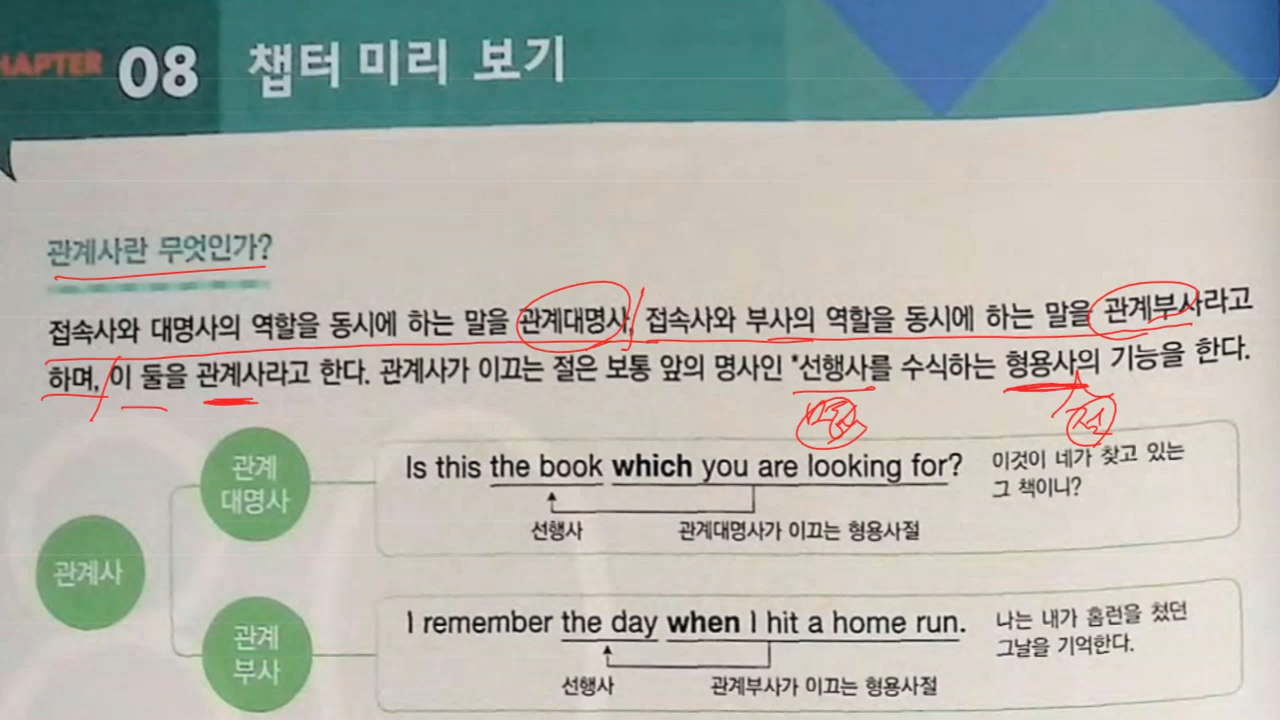 CHAPTER 08 챕터 미리 보기
관계사란 무엇인가?
접속사와 대명사의 역할을 동시에 하는 말을 관계대명사, 접속사와 부사의 역할을 동시에 하는 말을 관계부사라고
하며, 이 둘을 관계사라고 한다. 관계사가 이끄는 절은 보통 앞의 명사인 *선행사를 수식하는 형용사의 기능을 한다.
절
관계
대명사
Is this the book which you are looking for?
이것이 네가 찾고 있는
그 책이니?
선행사
관계대명사가 이끄는 형용사절
관계사
관계
부사
I remember the day when I hit a home run.
나는 내가 홈런을 쳤던
그날을 기억한다.
선행사
관계부사가 이끄는 형용사절